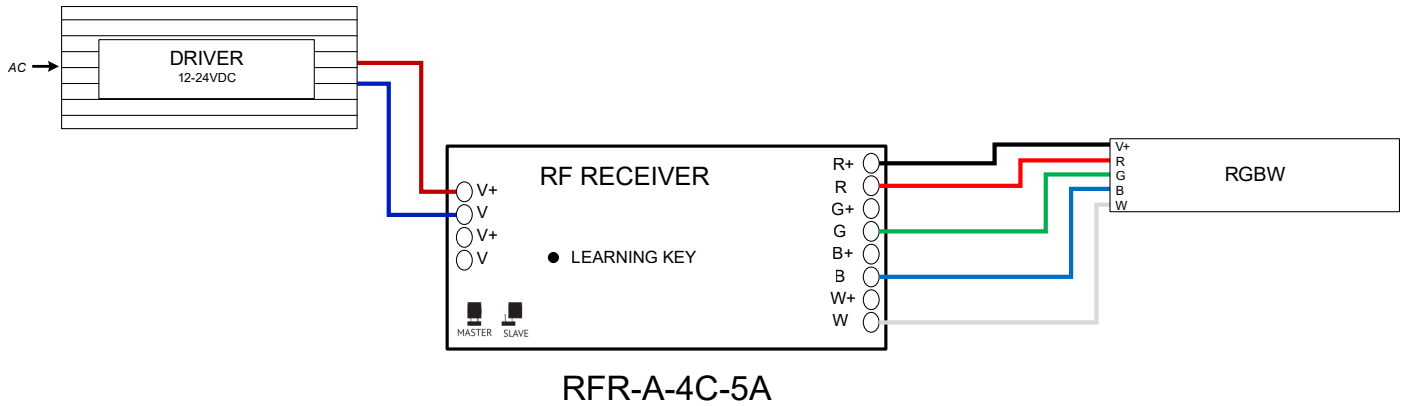 AC
DRIVER
12-24VDC
RF RECEIVER
V+
V
V+
V
LEARNING KEY
MASTER
SLAVE
R+
R
G+
G
B+
B
W+
W
V+
R
G
B
W
RGBW
RFR-A-4C-5A